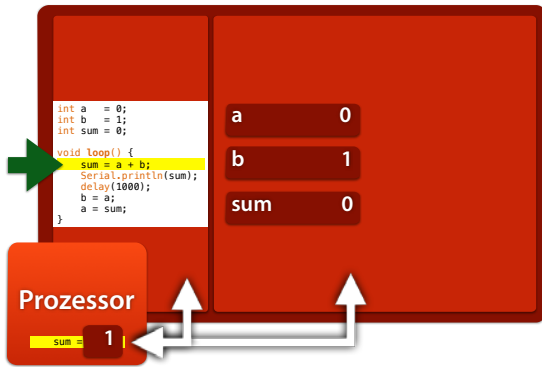 int a   = 0;
int b   = 1;
int sum = 0;
void loop() {
    sum = a + b;
    Serial.println(sum);
    delay(1000);
    b = a;
    a = sum;
}
a 0
b 1
sum 0
Prozessor
sum = 1